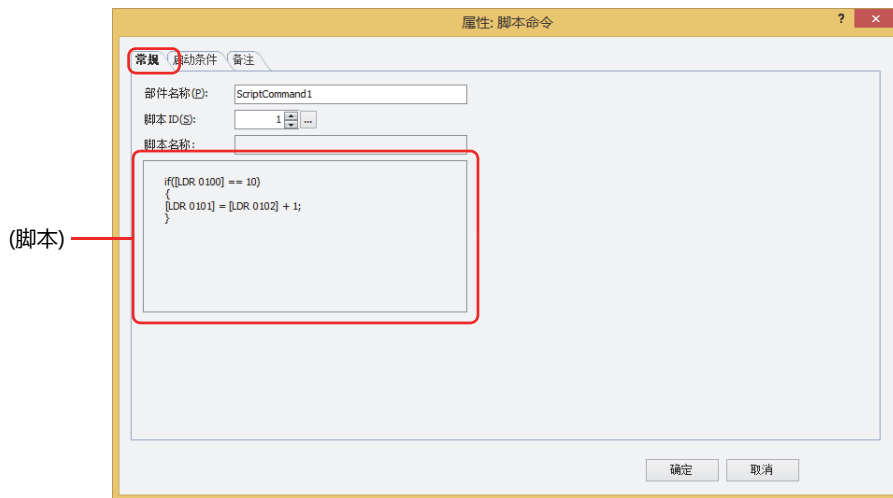 属性: 脚本命令
? ×
常规 启动条件 备注
部件名称(P): ScriptCommand1
脚本 ID(S): 1 ...
脚本名称:
if([LDR 0100] == 10)
{
[LDR 0101] = [LDR 0102] + 1;
}
(脚本)
确定 取消